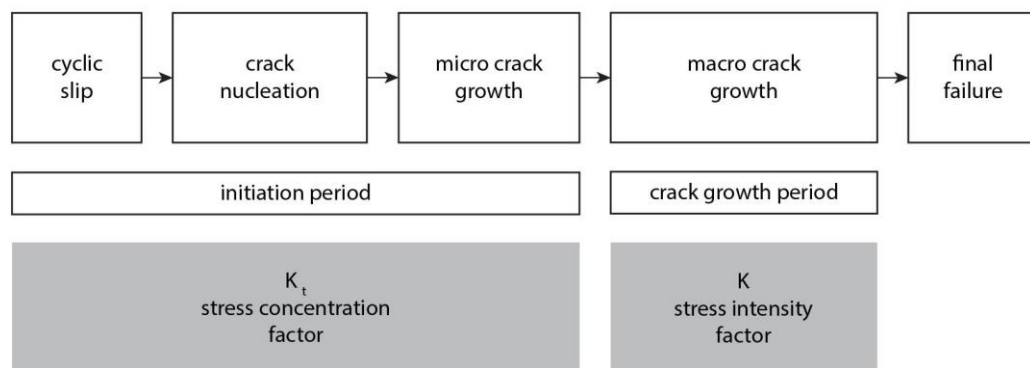 cyclic
slip
crack
nucleation
micro crack
growth
macro crack
growth
final
failure
initiation period
crack growth period
K t
stress concentration
factor
K
stress intensity
factor